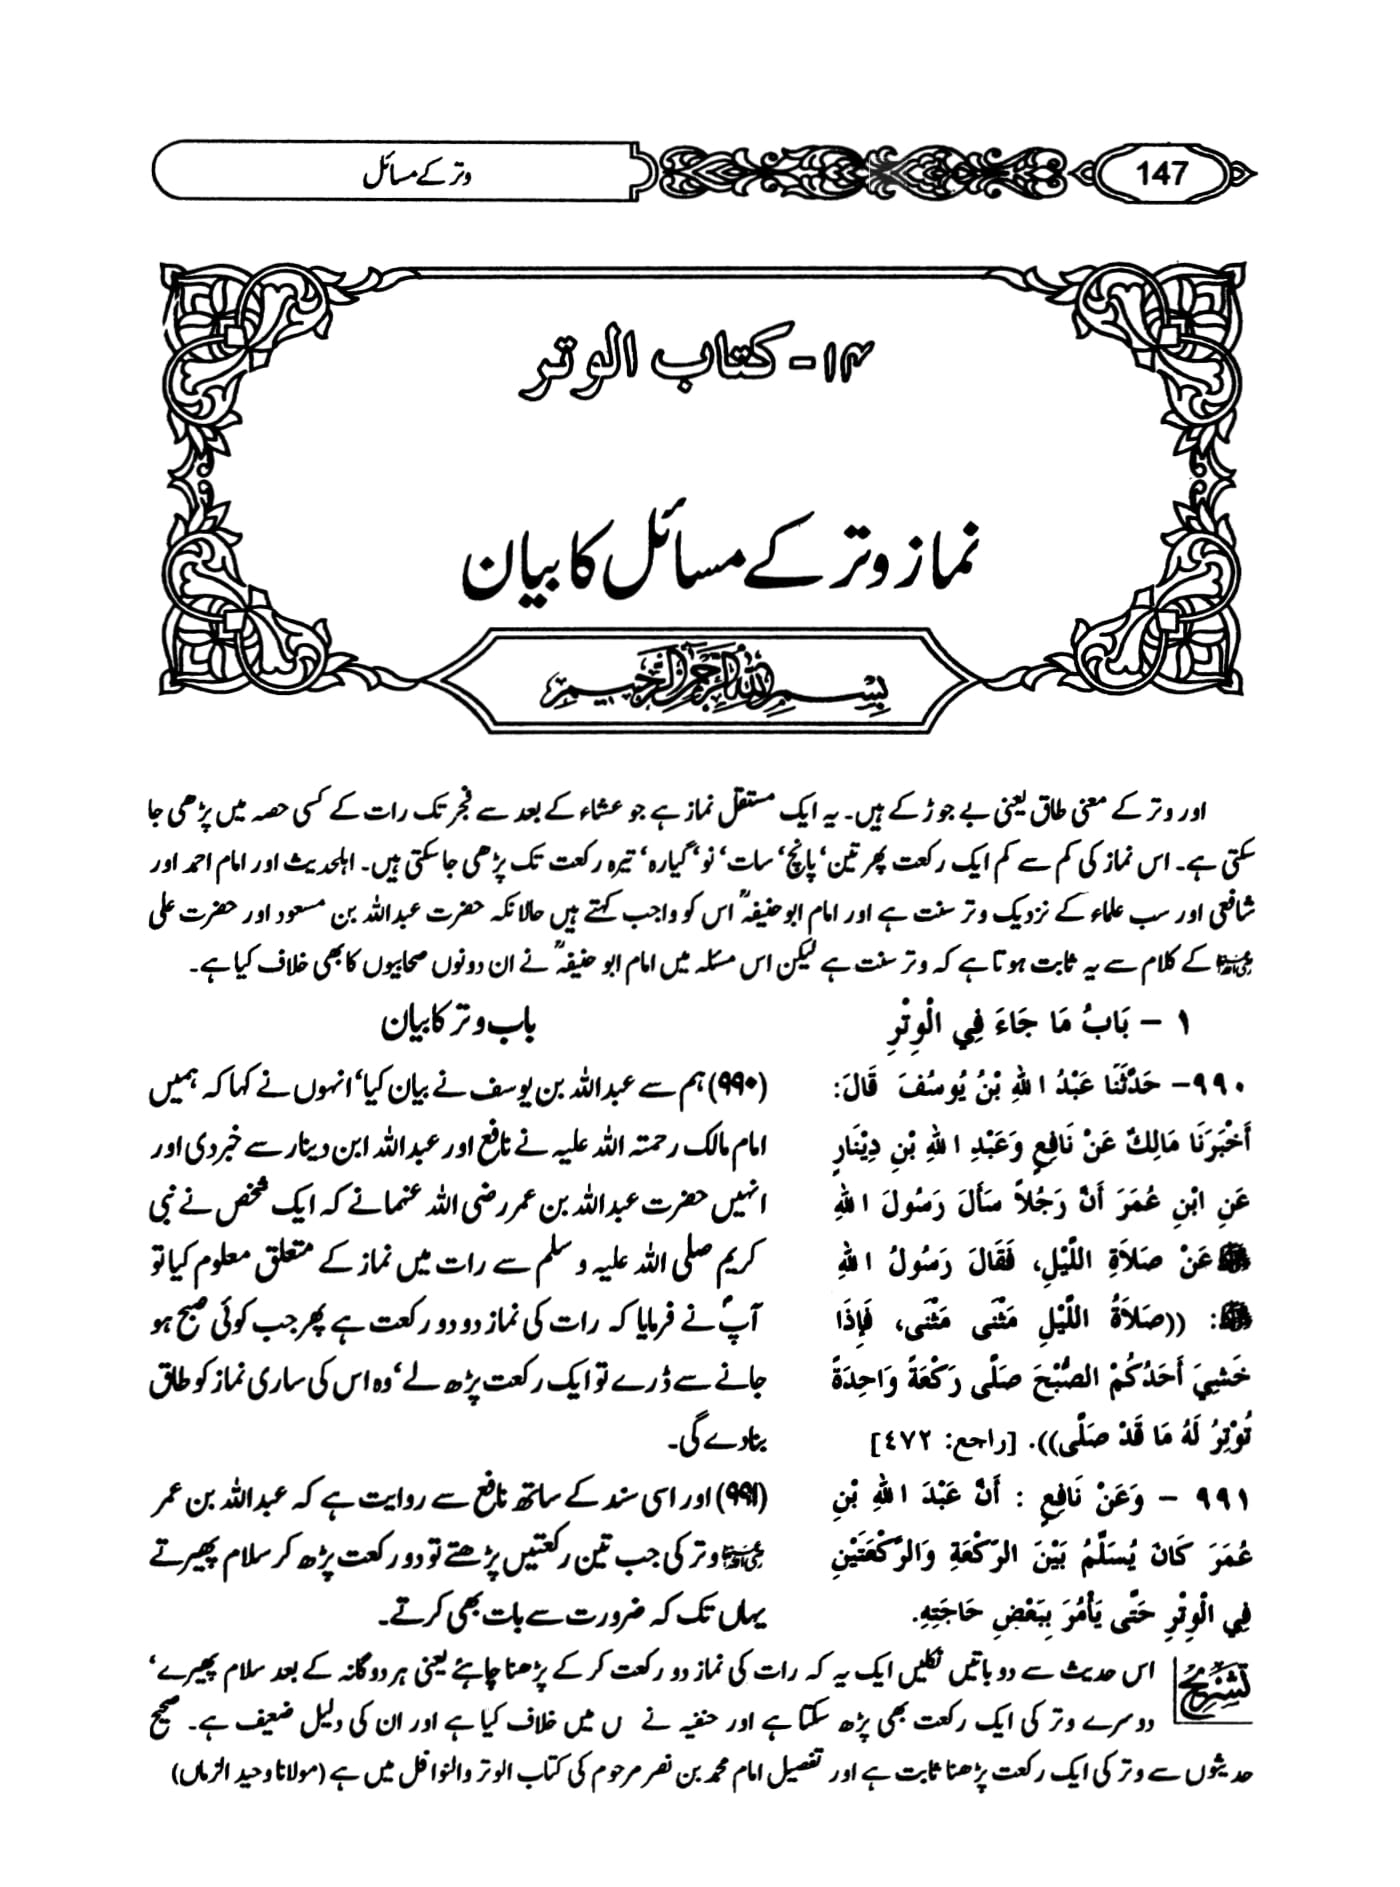 وتر کے مسائل
147
۱۴- کتاب الوتر
نماز وتر کے مسائل کا بیان
بسم الله الرحمن الرحيم
اور وتر کے معنی طاق یعنی بے جوڑ کے ہیں۔ یہ ایک مستقل نماز ہے جو عشاء کے بعد سے فجر تک رات کے کسی حصہ میں پڑھی جا
سکتی ہے۔ اس نماز کی کم سے کم ایک رکعت پھر تین‘ پانچ‘ سات‘ نو‘ گیارہ‘ تیرہ رکعت تک پڑھی جاسکتی ہیں۔ اہلحدیث اور امام احمد اور
شافعی اور سب علماء کے نزدیک وتر سنت ہے اور امام ابو حنیفہؒ اس کو واجب کہتے ہیں حالانکہ حضرت عبداللہ بن مسعود اور حضرت علی
رضی اللہ عنہما کے کلام سے یہ ثابت ہوتا ہے کہ وتر سنت ہے لیکن اس مسئلہ میں امام ابو حنیفہؒ نے ان دونوں صحابیوں کا بھی خلاف کیا ہے۔
١ – بَابُ مَا جَاءَ فِي الْوِتْرِ
٩٩٠– حَدَّثَنَا عَبْدُ اللهِ بْنُ يُوسُفَ قَالَ:
أَخْبَرَنَا مَالِكٌ عَنْ نَافِعٍ وَعَبْدِ اللهِ بْنِ دِيْنَارٍ
عَنِ ابْنِ عُمَرَ أَنَّ رَجُلاً سَأَلَ رَسُولَ اللهِ
ﷺ عَنْ صَلاَةِ اللَّيْلِ، فَقَالَ رَسُولُ اللهِ
ﷺ: ((صَلاَةُ اللَّيْلِ مَثْنَى مَثْنَى، فَإِذَا
خَشِيَ أَحَدُكُمْ الصُّبْحَ صَلَّى رَكْعَةً وَاحِدَةً
تُوْتِرُ لَهُ مَا قَدْ صَلَّى)). [راجع: ٤٧٢]
٩٩١ – وَعَنْ نَافِعٍ : أَنَّ عَبْدَ اللهِ بْنِ
عُمَرَ كَانَ يُسَلِّمُ بَيْنَ الرَّكْعَةِ وَالرَّكْعَتَيْنِ
فِي الْوِتْرِ حَتَّى يَأْمُرَ بِبَعْضِ حَاجَتِهِ.
باب وتر کا بیان
(۹۹۰) ہم سے عبداللہ بن یوسف نے بیان کیا‘ انہوں نے کہا کہ ہمیں
امام مالک رحمتہ اللہ علیہ نے نافع اور عبداللہ ابن دینار سے خبر دی اور
انہیں حضرت عبداللہ بن عمر رضی اللہ عنہما نے کہ ایک شخص نے نبی
کریم صلی اللہ علیہ و سلم سے رات میں نماز کے متعلق معلوم کیا تو
آپؐ نے فرمایا کہ رات کی نماز دو دو رکعت ہے پھر جب کوئی صبح ہو
جانے سے ڈرے تو ایک رکعت پڑھ لے‘ وہ اس کی ساری نماز کو طاق
بنا دے گی۔
(۹۹۱) اور اسی سند کے ساتھ نافع سے روایت ہے کہ عبداللہ بن عمر
رضی اللہ عنہما وتر کی جب تین رکعتیں پڑھتے تو دو رکعت پڑھ کر سلام پھیرتے
یہاں تک کہ ضرورت سے بات بھی کرتے۔
تشریح
اس حدیث سے دو باتیں نکلیں ایک یہ کہ رات کی نماز دو رکعت کر کے پڑھنا چاہئے یعنی ہر دوگانہ کے بعد سلام پھیرے‘
دوسرے وتر کی ایک رکعت بھی پڑھ سکتا ہے اور حنفیہ نے میں خلاف کیا ہے اور ان کی دلیل ضعیف ہے۔ صحیح
حدیثوں سے وتر کی ایک رکعت پڑھنا ثابت ہے اور تفصیل امام محمد بن نصر مرحوم کی کتاب الوتر والنوافل میں ہے (مولانا وحید الزماں)